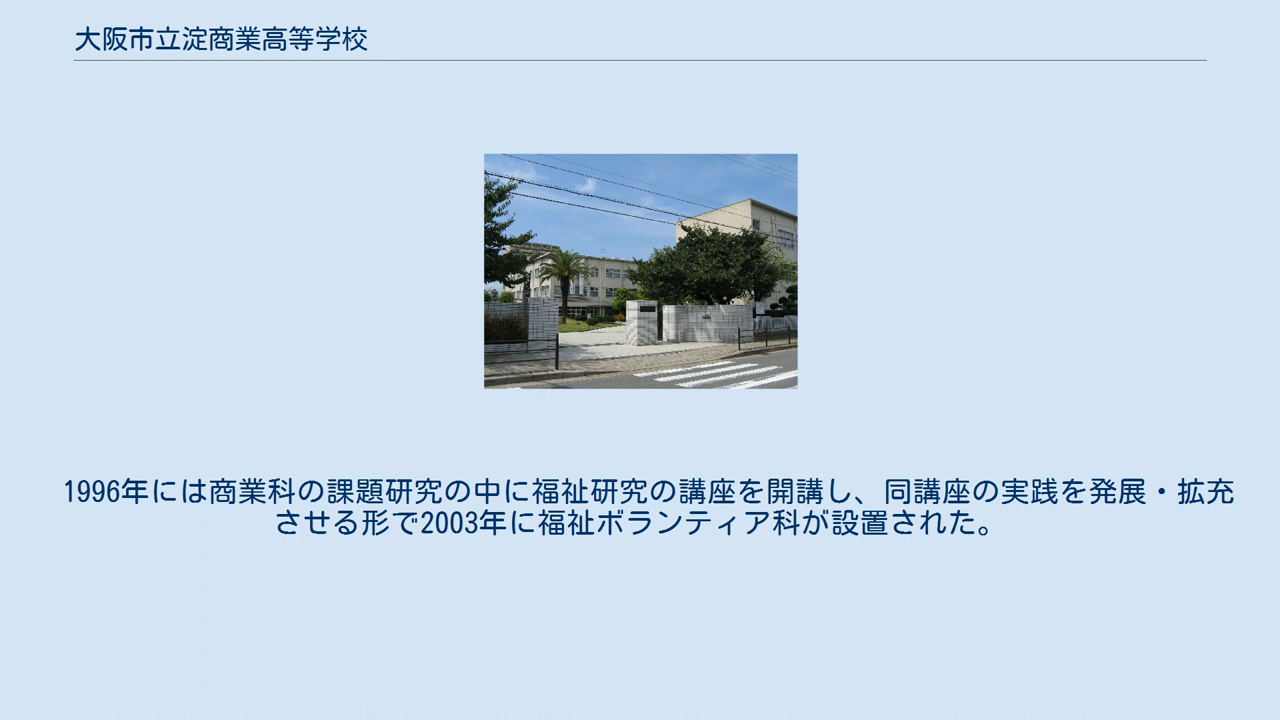 大阪市立淀商業高等学校
1996年には商業科の課題研究の中に福祉研究の講座を開講し、同講座の実践を発展・拡充
させる形で2003年に福祉ボランティア科が設置された。